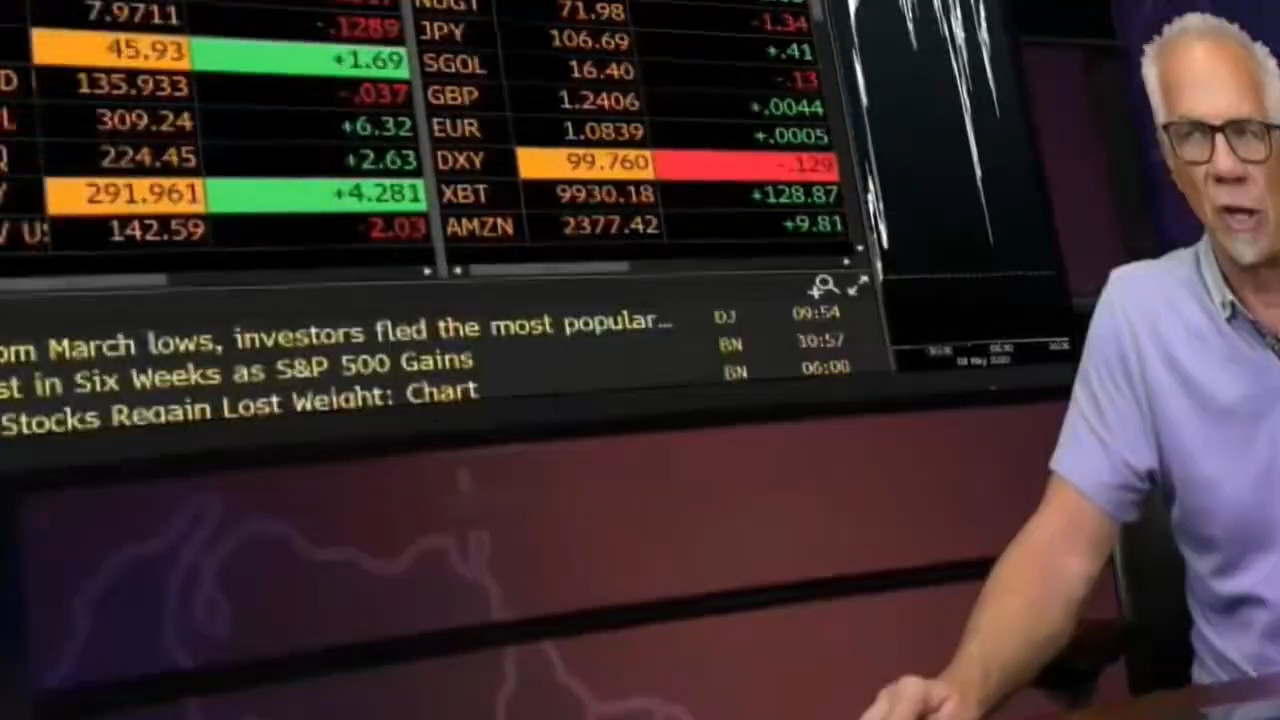 7.9711 -.1289
45.93 +1.69
D 135.933 -.037
L 309.24 +6.32
224.45 +2.63
291.961 +4.281
142.59 -2.03
71.98
JPY 106.69 -1.34
SGOL 16.40 +.41
GBP 1.2406 -.13
EUR 1.0839 +.0044
DXY 99.760 +.0005
XBT 9930.18 -.129
AMZN 2377.42 +128.87
+9.81
om March lows, investors fled the most popular... DJ 09:54
st in Six Weeks as S&P 500 Gains BN 10:57
Stocks Regain Lost Weight: Chart BN 06:00